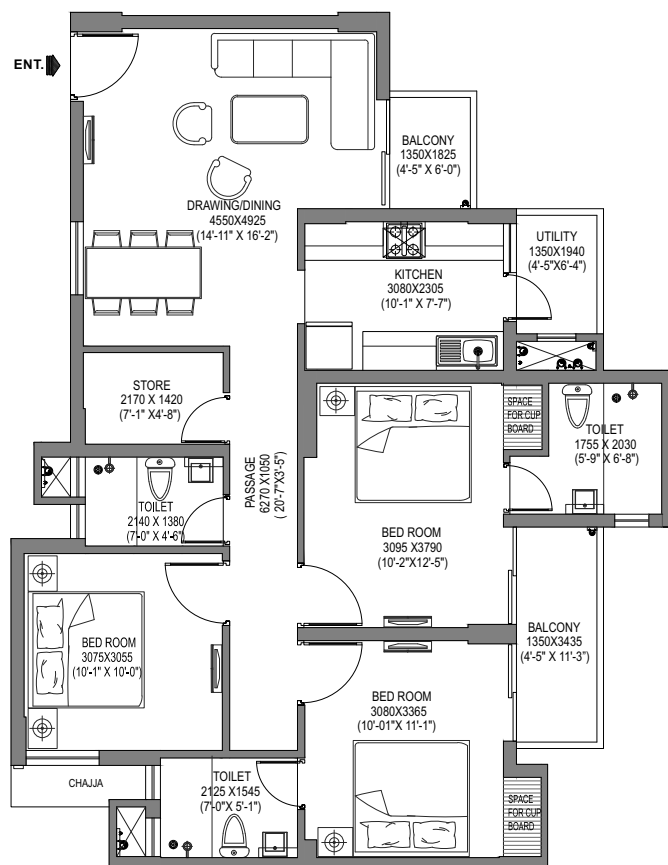 ENT.
BALCONY
1350X1825
(4'-5" X 6'-0")
DRAWING/DINING
4550X4925
(14'-11" X 16'-2")
UTILITY
1350X1940
(4'-5"X6'-4")
KITCHEN
3080X2305
(10'-1" X 7'-7")
STORE
2170 X 1420
(7'-1" X4'-8")
SPACE
FOR CUP
BOARD
TOILET
1755 X 2030
(5'-9" X 6'-8")
PASSAGE
6270 X1050
( 20'-7"X3'-5")
TOILET
2140 X 1380
(7'-0" X 4'-6")
BED ROOM
3095 X3790
(10'-2"X12'-5")
BED ROOM
3075X3055
(10'-1" X 10'-0")
BALCONY
1350X3435
(4'-5" X 11'-3")
BED ROOM
3080X3365
(10'-01"X 11'-1")
CHAJJA
TOILET
2125 X1545
(7'-0"X 5'-1")
SPACE
FOR CUP
BOARD